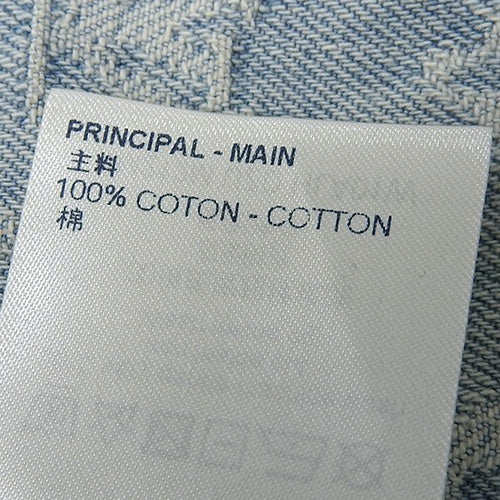 PRINCIPAL - MAIN
主料
100% COTON - COTTON
棉